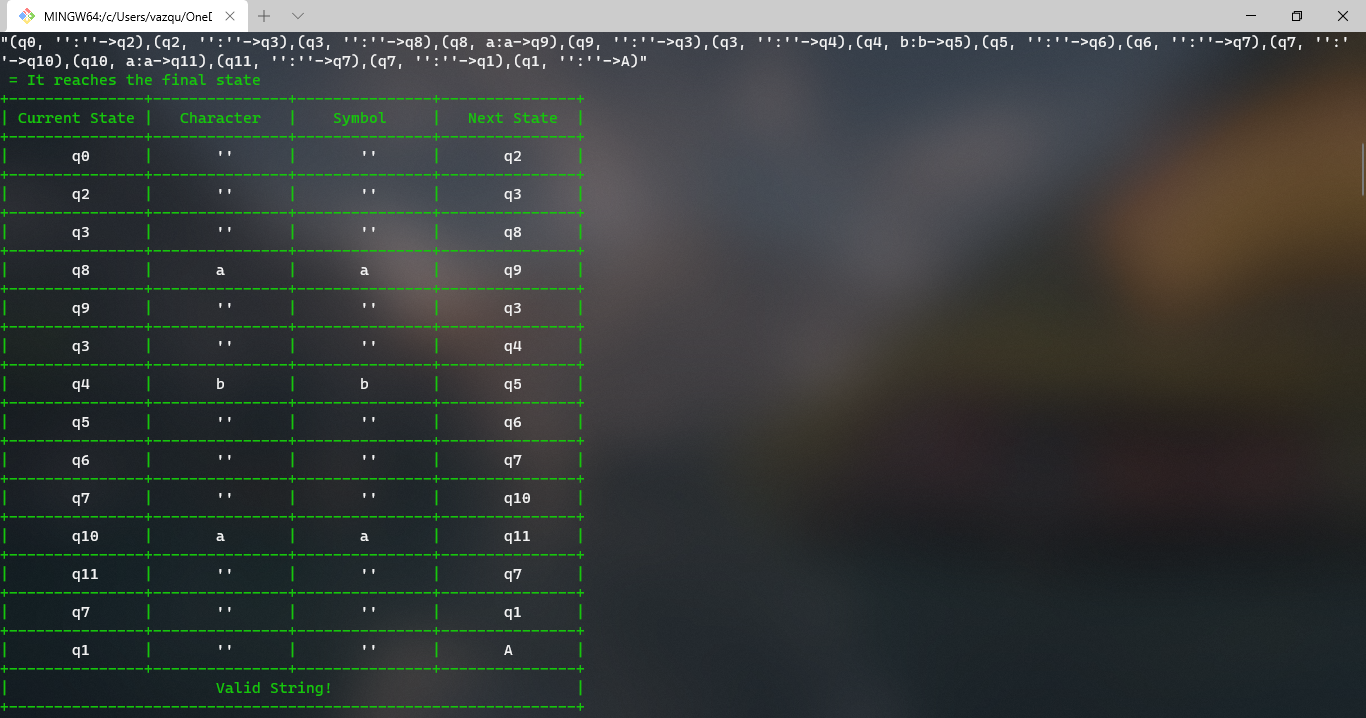 MINGW64:/c/Users/vazqu/OneD
"(q0, '':''->q2),(q2, '':''->q3),(q3, '':''->q8),(q8, a:a->q9),(q9, '':''->q3),(q3, '':''->q4),(q4, b:b->q5),(q5, '':''->q6),(q6, '':''->q7),(q7, '':'
'->q10),(q10, a:a->q11),(q11, '':''->q7),(q7, '':''->q1),(q1, '':''->A)"
= It reaches the final state
Current State | Character | Symbol | Next State
q0 | '' | '' | q2
q2 | '' | '' | q3
q3 | '' | '' | q8
q8 | a | a | q9
q9 | '' | '' | q3
q3 | '' | '' | q4
q4 | b | b | q5
q5 | '' | '' | q6
q6 | '' | '' | q7
q7 | '' | '' | q10
q10 | a | a | q11
q11 | '' | '' | q7
q7 | '' | '' | q1
q1 | '' | '' | A
Valid String!